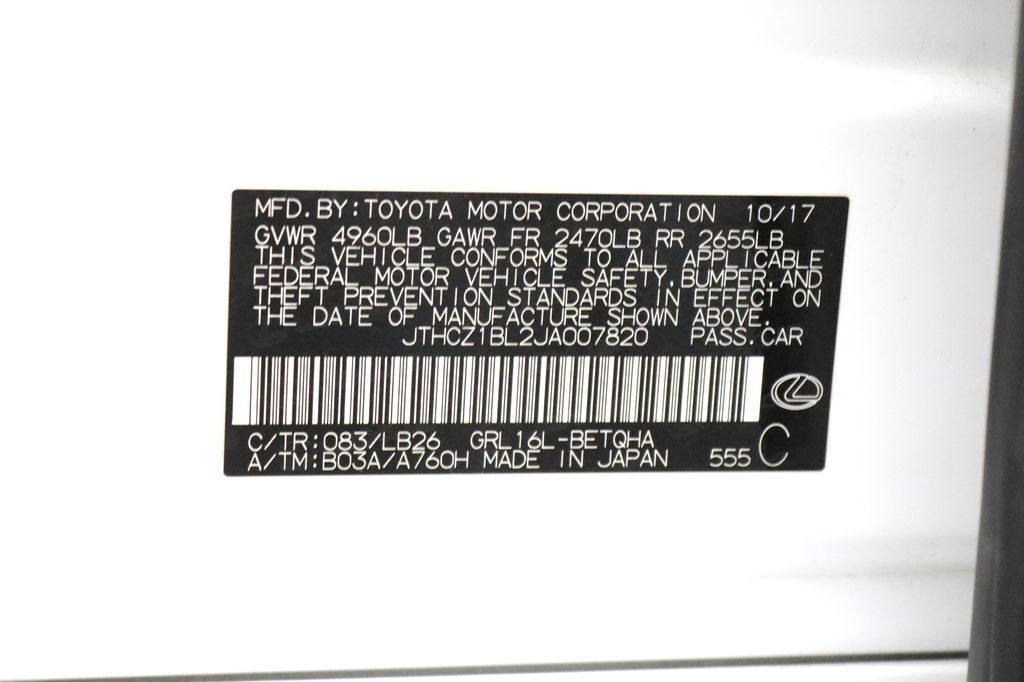 MFD. BY: TOYOTA MOTOR CORPORATION 10/17
GVWR 4960LB GAWR FR 2470LB RR 2655LB
THIS VEHICLE CONFORMS TO ALL APPLICABLE
FEDERAL MOTOR VEHICLE SAFETY, BUMPER, AND
THEFT PREVENTION STANDARDS IN EFFECT ON
THE DATE OF MANUFACTURE SHOWN ABOVE.
JTHCZ1BL2JA007820 PASS. CAR
C/TR: 083/LB26 GRL16L-BETQHA
A/TM: B03A/A760H MADE IN JAPAN 555 C